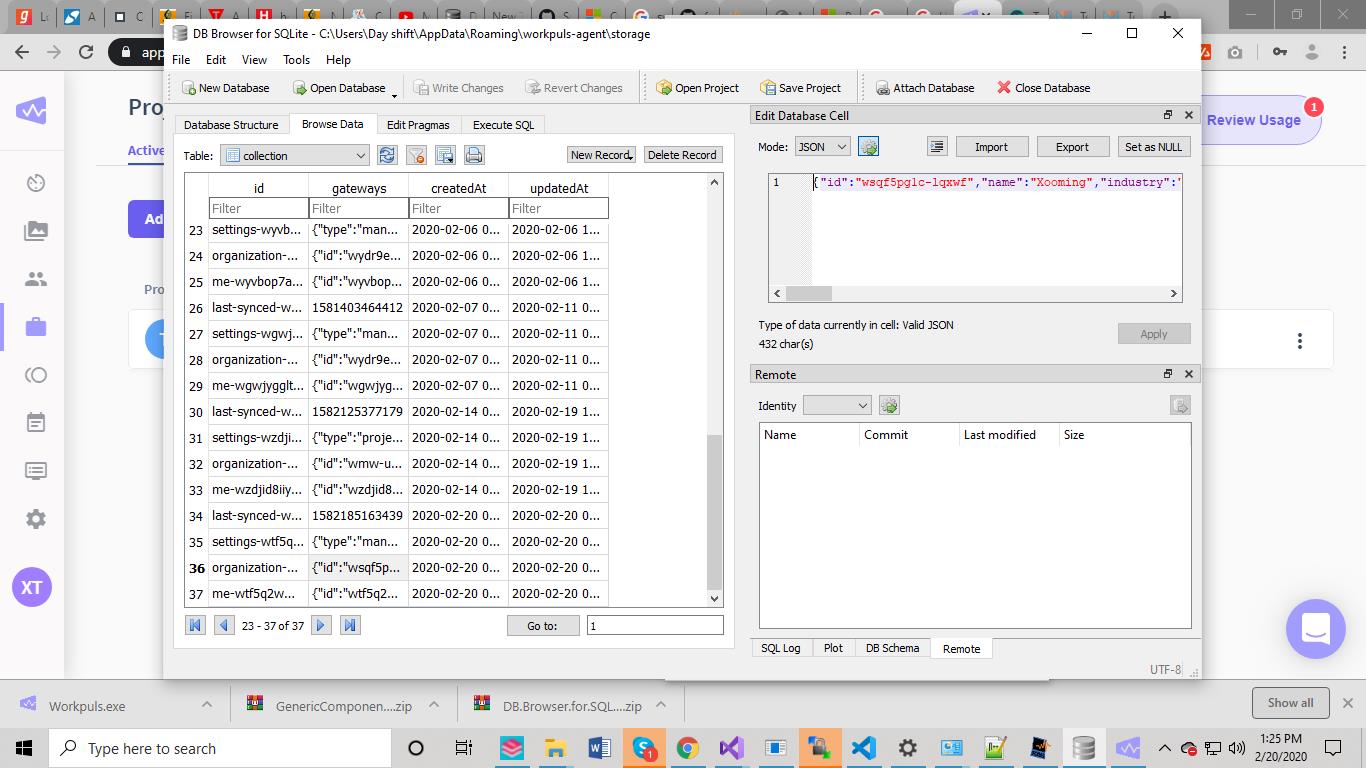 DB Browser for SQLite - C:\Users\Day shift\AppData\Roaming\workpuls-agent\storage
File Edit View Tools Help
New Database Open Database Write Changes Revert Changes Open Project Save Project Attach Database Close Database
app
Pro
Active
Ad
Pro
XT
Review Usage
1
Database Structure Browse Data Edit Pragmas Execute SQL
Table: collection New Record Delete Record
id gateways createdAt updatedAt
Filter Filter Filter Filter
23 settings-wyvb... {"type":"man... 2020-02-06 0... 2020-02-06 1...
24 organization-... {"id":"wydr9e... 2020-02-06 0... 2020-02-06 1...
25 me-wyvbop7a... {"id":"wyvbop... 2020-02-06 0... 2020-02-06 1...
26 last-synced-w... 1581403464412 2020-02-07 0... 2020-02-11 0...
27 settings-wgwj... {"type":"man... 2020-02-07 0... 2020-02-11 0...
28 organization-... {"id":"wydr9e... 2020-02-07 0... 2020-02-11 0...
29 me-wgwjygglt... {"id":"wgwjyg... 2020-02-07 0... 2020-02-11 0...
30 last-synced-w... 1582125377179 2020-02-14 0... 2020-02-19 1...
31 settings-wzdji... {"type":"proje... 2020-02-14 0... 2020-02-19 1...
32 organization-... {"id":"wmw-u... 2020-02-14 0... 2020-02-19 1...
33 me-wzdjid8iiy... {"id":"wzdjid8... 2020-02-14 0... 2020-02-19 1...
34 last-synced-w... 1582185163439 2020-02-20 0... 2020-02-20 0...
35 settings-wtf5q... {"type":"man... 2020-02-20 0... 2020-02-20 0...
36 organization-... {"id":"wsqf5p... 2020-02-20 0... 2020-02-20 0...
37 me-wtf5q2w... {"id":"wtf5q2... 2020-02-20 0... 2020-02-20 0...
23 - 37 of 37 Go to: 1
Edit Database Cell
Mode: JSON Import Export Set as NULL
1 {"id":"wsqf5pglc-lqxwf","name":"Xooming","industry":"
Type of data currently in cell: Valid JSON
432 char(s)
Apply
Remote
Identity
Name Commit Last modified Size
SQL Log Plot DB Schema Remote
UTF-8
Workpuls.exe GenericComponen....zip DB.Browser.for.SQL....zip Show all
Type here to search
1
1:25 PM
2/20/2020